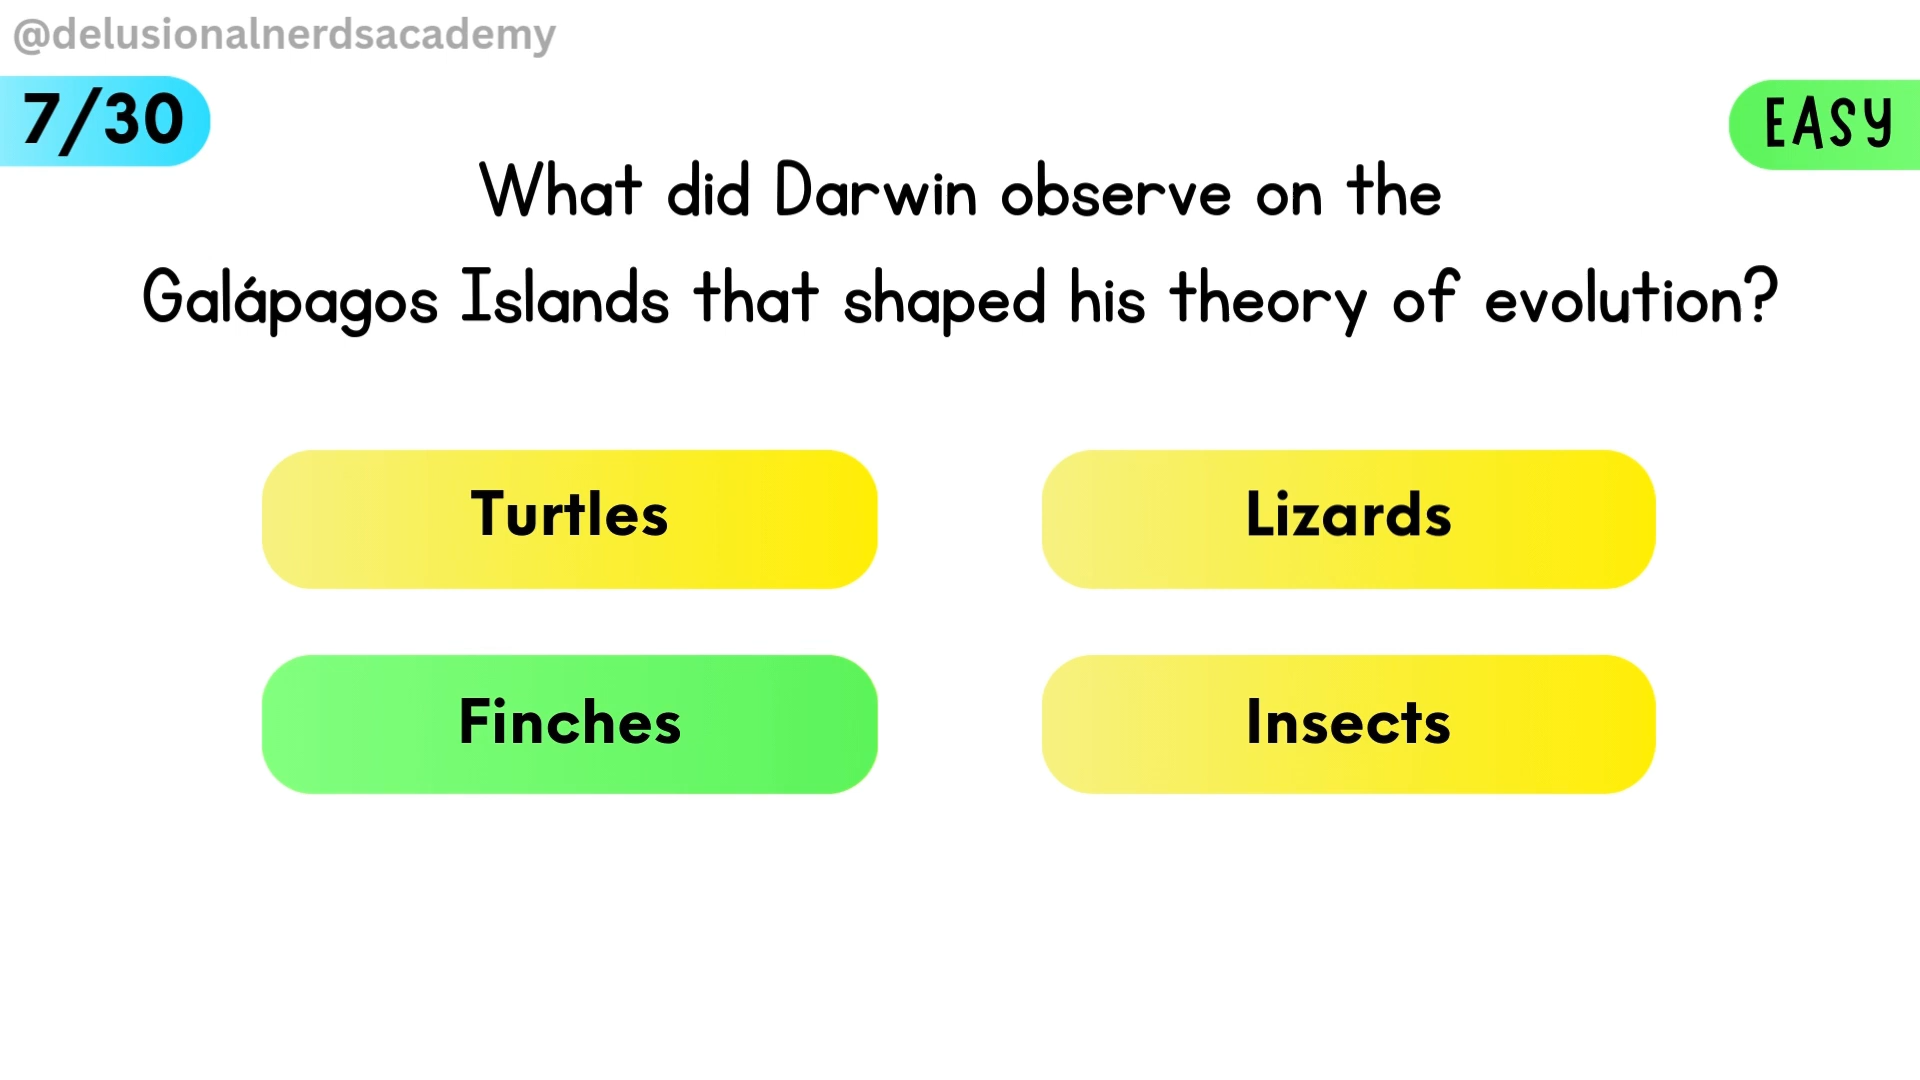 @delusionalnerdsacademy
7/30
EASY
What did Darwin observe on the
Galápagos Islands that shaped his theory of evolution?
Turtles
Lizards
Finches
Insects